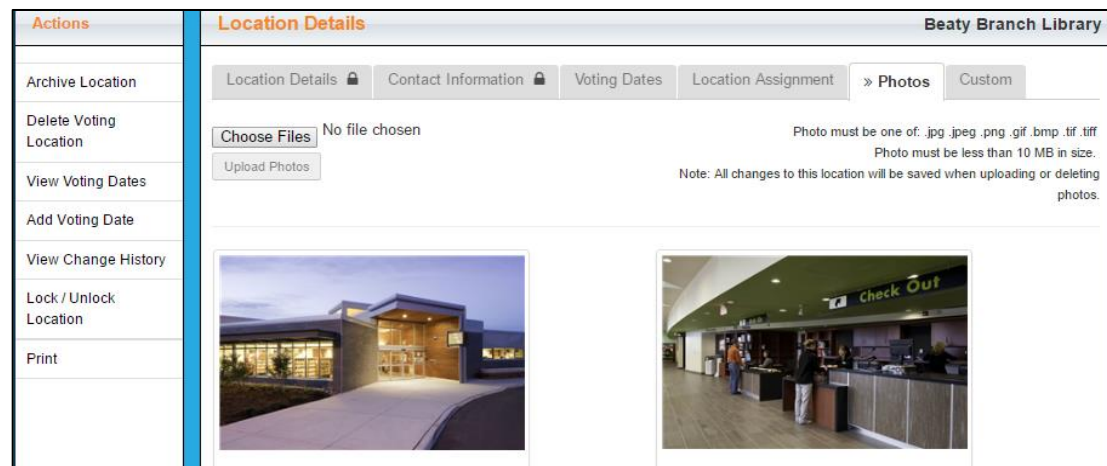 Actions
Location Details
Beaty Branch Library
Archive Location
Delete Voting
Location
View Voting Dates
Add Voting Date
View Change History
Lock / Unlock
Location
Print
Location Details
Contact Information
Voting Dates
Location Assignment
» Photos
Custom
Choose Files No file chosen
Upload Photos
Photo must be one of: .jpg .jpeg .png .gif .bmp .tif .tiff
Photo must be less than 10 MB in size.
Note: All changes to this location will be saved when uploading or deleting
photos.
Check Out